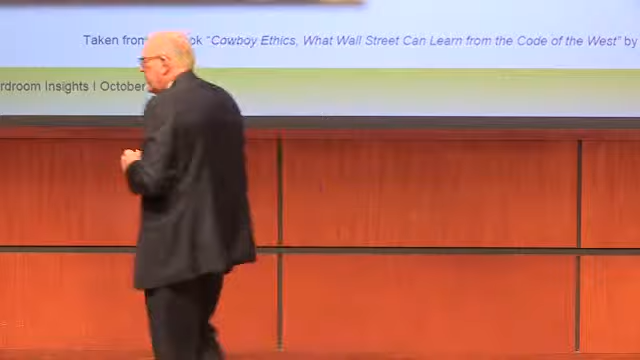 Taken from ok "Cowboy Ethics, What Wall Street Can Learn from the Code of the West" by
rdroom Insights I October